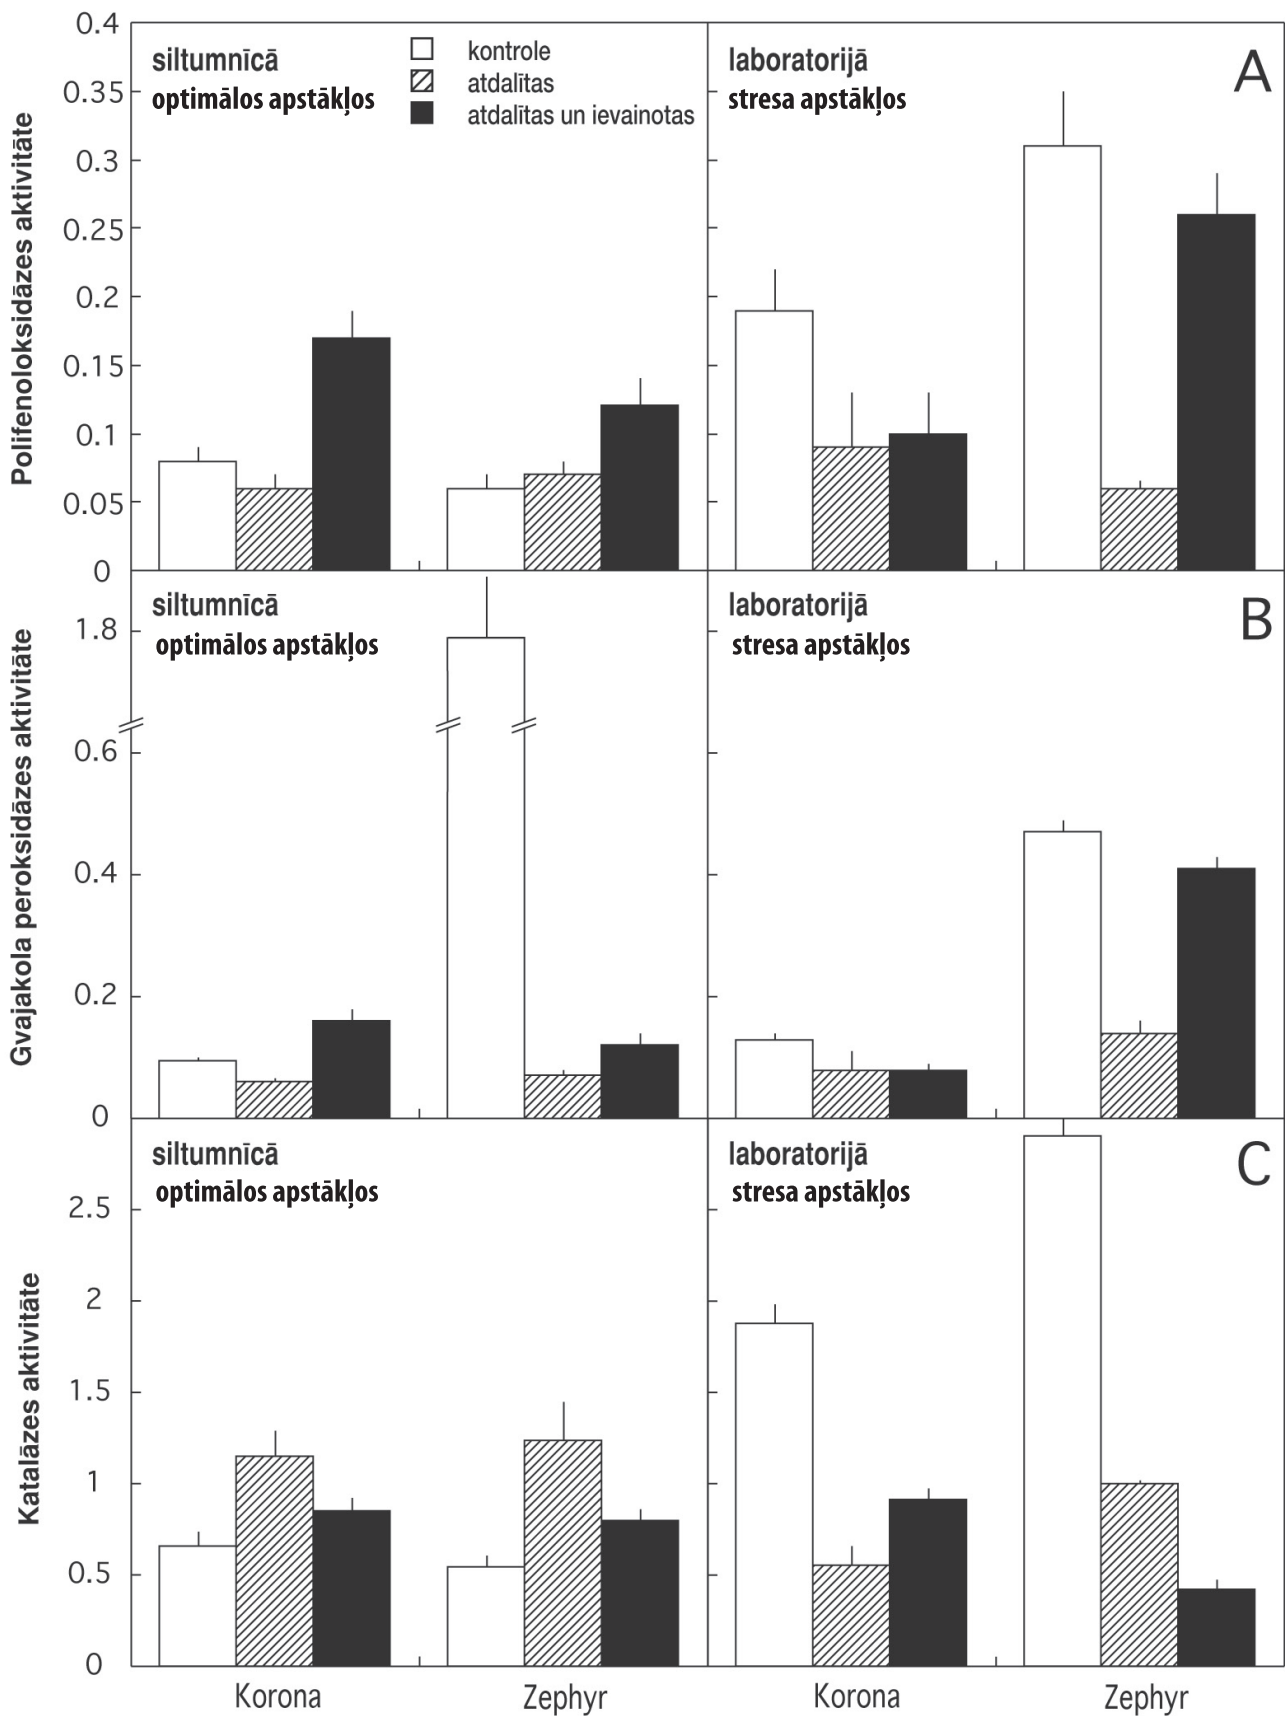 0.4
0.35
0.3
0.25
0.2
0.15
0.1
0.05
0
Polifenoloksidāzes aktivitāte
siltumnīcā
optimālos apstākļos
kontrole
atdalītas
atdalītas un ievainotas
laboratorijā
stresa apstākļos
A
1.8
0.6
0.4
0.2
0
Gvajakola peroksidāzes aktivitāte
siltumnīcā
optimālos apstākļos
laboratorijā
stresa apstākļos
B
2.5
2
1.5
1
0.5
0
Katalāzes aktivitāte
siltumnīcā
optimālos apstākļos
laboratorijā
stresa apstākļos
C
Korona Zephyr Korona Zephyr